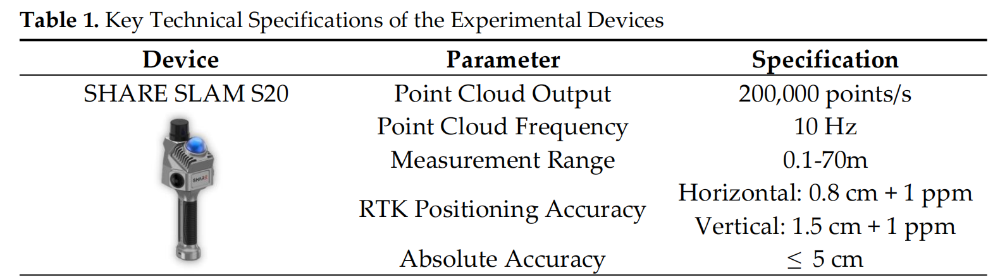 Table 1. Key Technical Specifications of the Experimental Devices
Device Parameter Specification
SHARE SLAM S20 Point Cloud Output 200,000 points/s
Point Cloud Frequency 10 Hz
Measurement Range 0.1-70m
SHARE
RTK Positioning Accuracy Horizontal: 0.8 cm + 1 ppm
Vertical: 1.5 cm + 1 ppm
Absolute Accuracy ≤ 5 cm